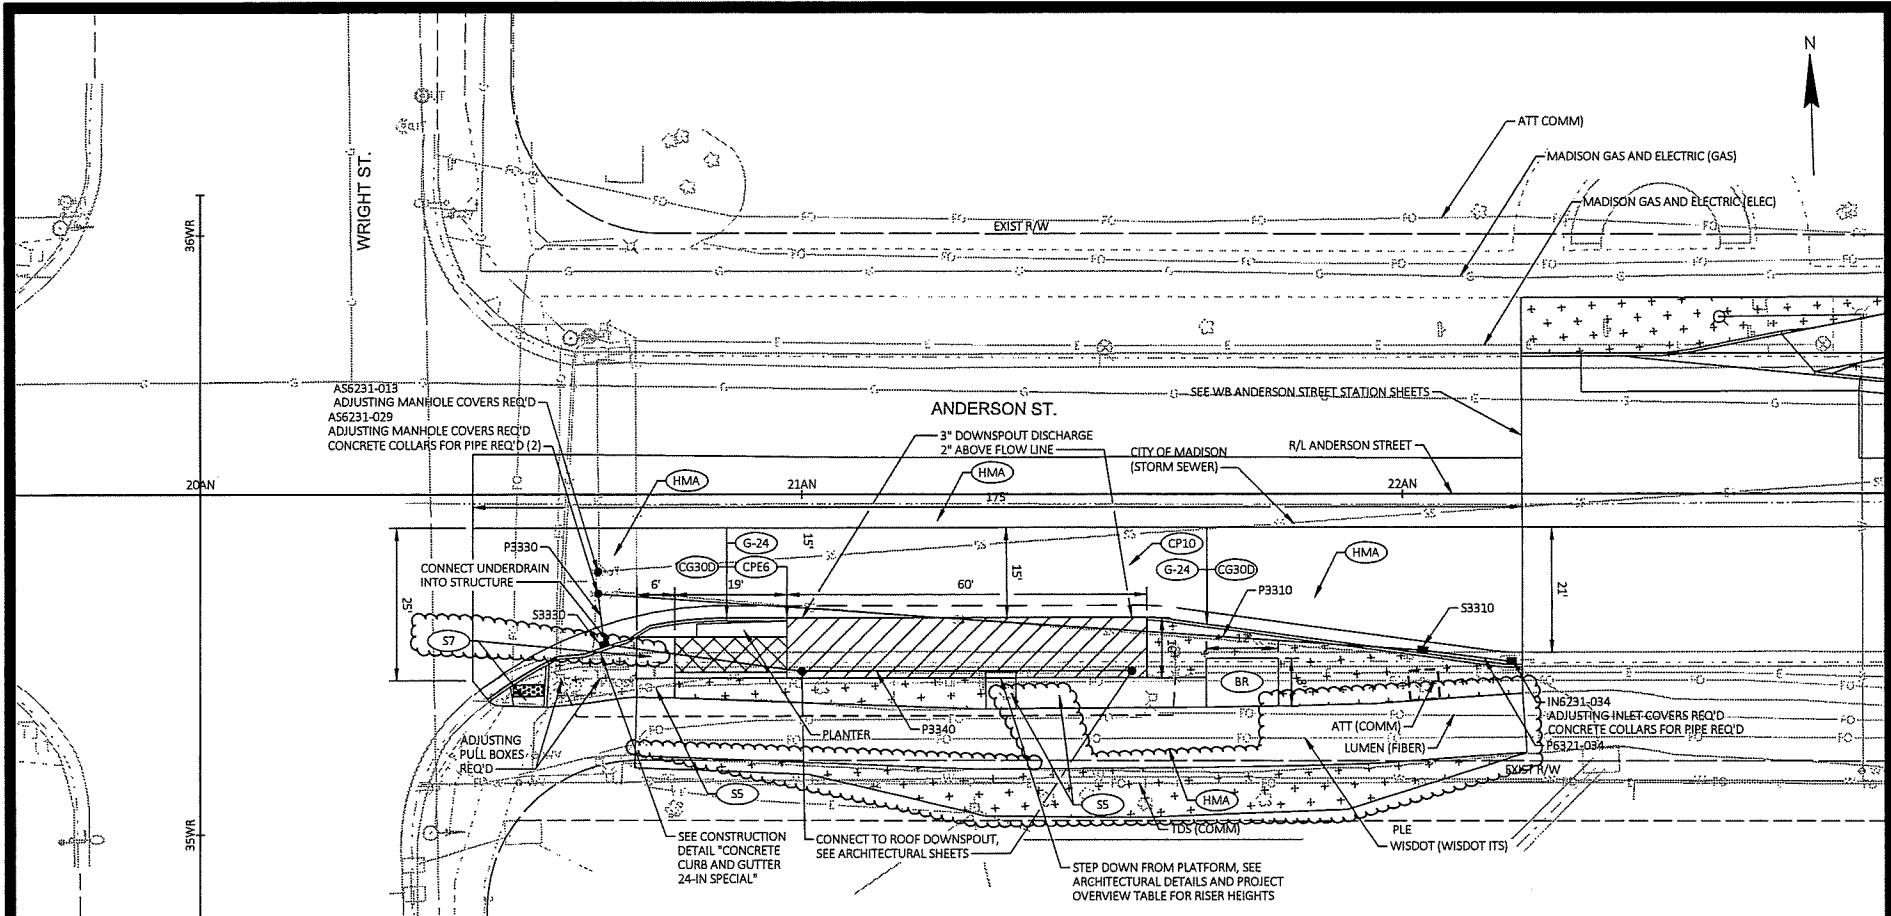 N
ATT COMM)
MADISON GAS AND ELECTRIC (GAS)
MADISON GAS AND ELECTRIC (ELEC)
WRIGHT ST.
36WR
EXIST R/W
AS6231-013
ADJUSTING MANHOLE COVERS REQ'D
AS6231-029
ADJUSTING MANHOLE COVERS REQ'D
CONCRETE COLLARS FOR PIPE REQ'D (2)
SEE WB ANDERSON STREET STATION SHEETS
ANDERSON ST.
3" DOWNSPOUT DISCHARGE
2" ABOVE FLOW LINE
CITY OF MADISON
(STORM SEWER)
R/L ANDERSON STREET
HMA
HMA
20AN
21AN
22AN
175'
P3330
CONNECT UNDERDRAIN
INTO STRUCTURE
G-24
15'
CP10
HMA
CG30D
CPE6
15'
G-24
CG30D
21'
6'
19'
60'
P3310
25'
S3330
S3310
S7
12'
10'
BR
8'
IN6231-034
ADJUSTING INLET COVERS REQ'D
CONCRETE COLLARS FOR PIPE REQ'D
P6321-034
ATT (COMM)
LUMEN (FIBER)
PLANTER
P3340
ADJUSTING
PULL BOXES
REQ'D
EXIST R/W
S5
S5
HMA
TDS (COMM)
PLE
WISDOT (WISDOT ITS)
35WR
SEE CONSTRUCTION
DETAIL "CONCRETE
CURB AND GUTTER
24-IN SPECIAL"
CONNECT TO ROOF DOWNSPOUT,
SEE ARCHITECTURAL SHEETS
STEP DOWN FROM PLATFORM, SEE
ARCHITECTURAL DETAILS AND PROJECT
OVERVIEW TABLE FOR RISER HEIGHTS